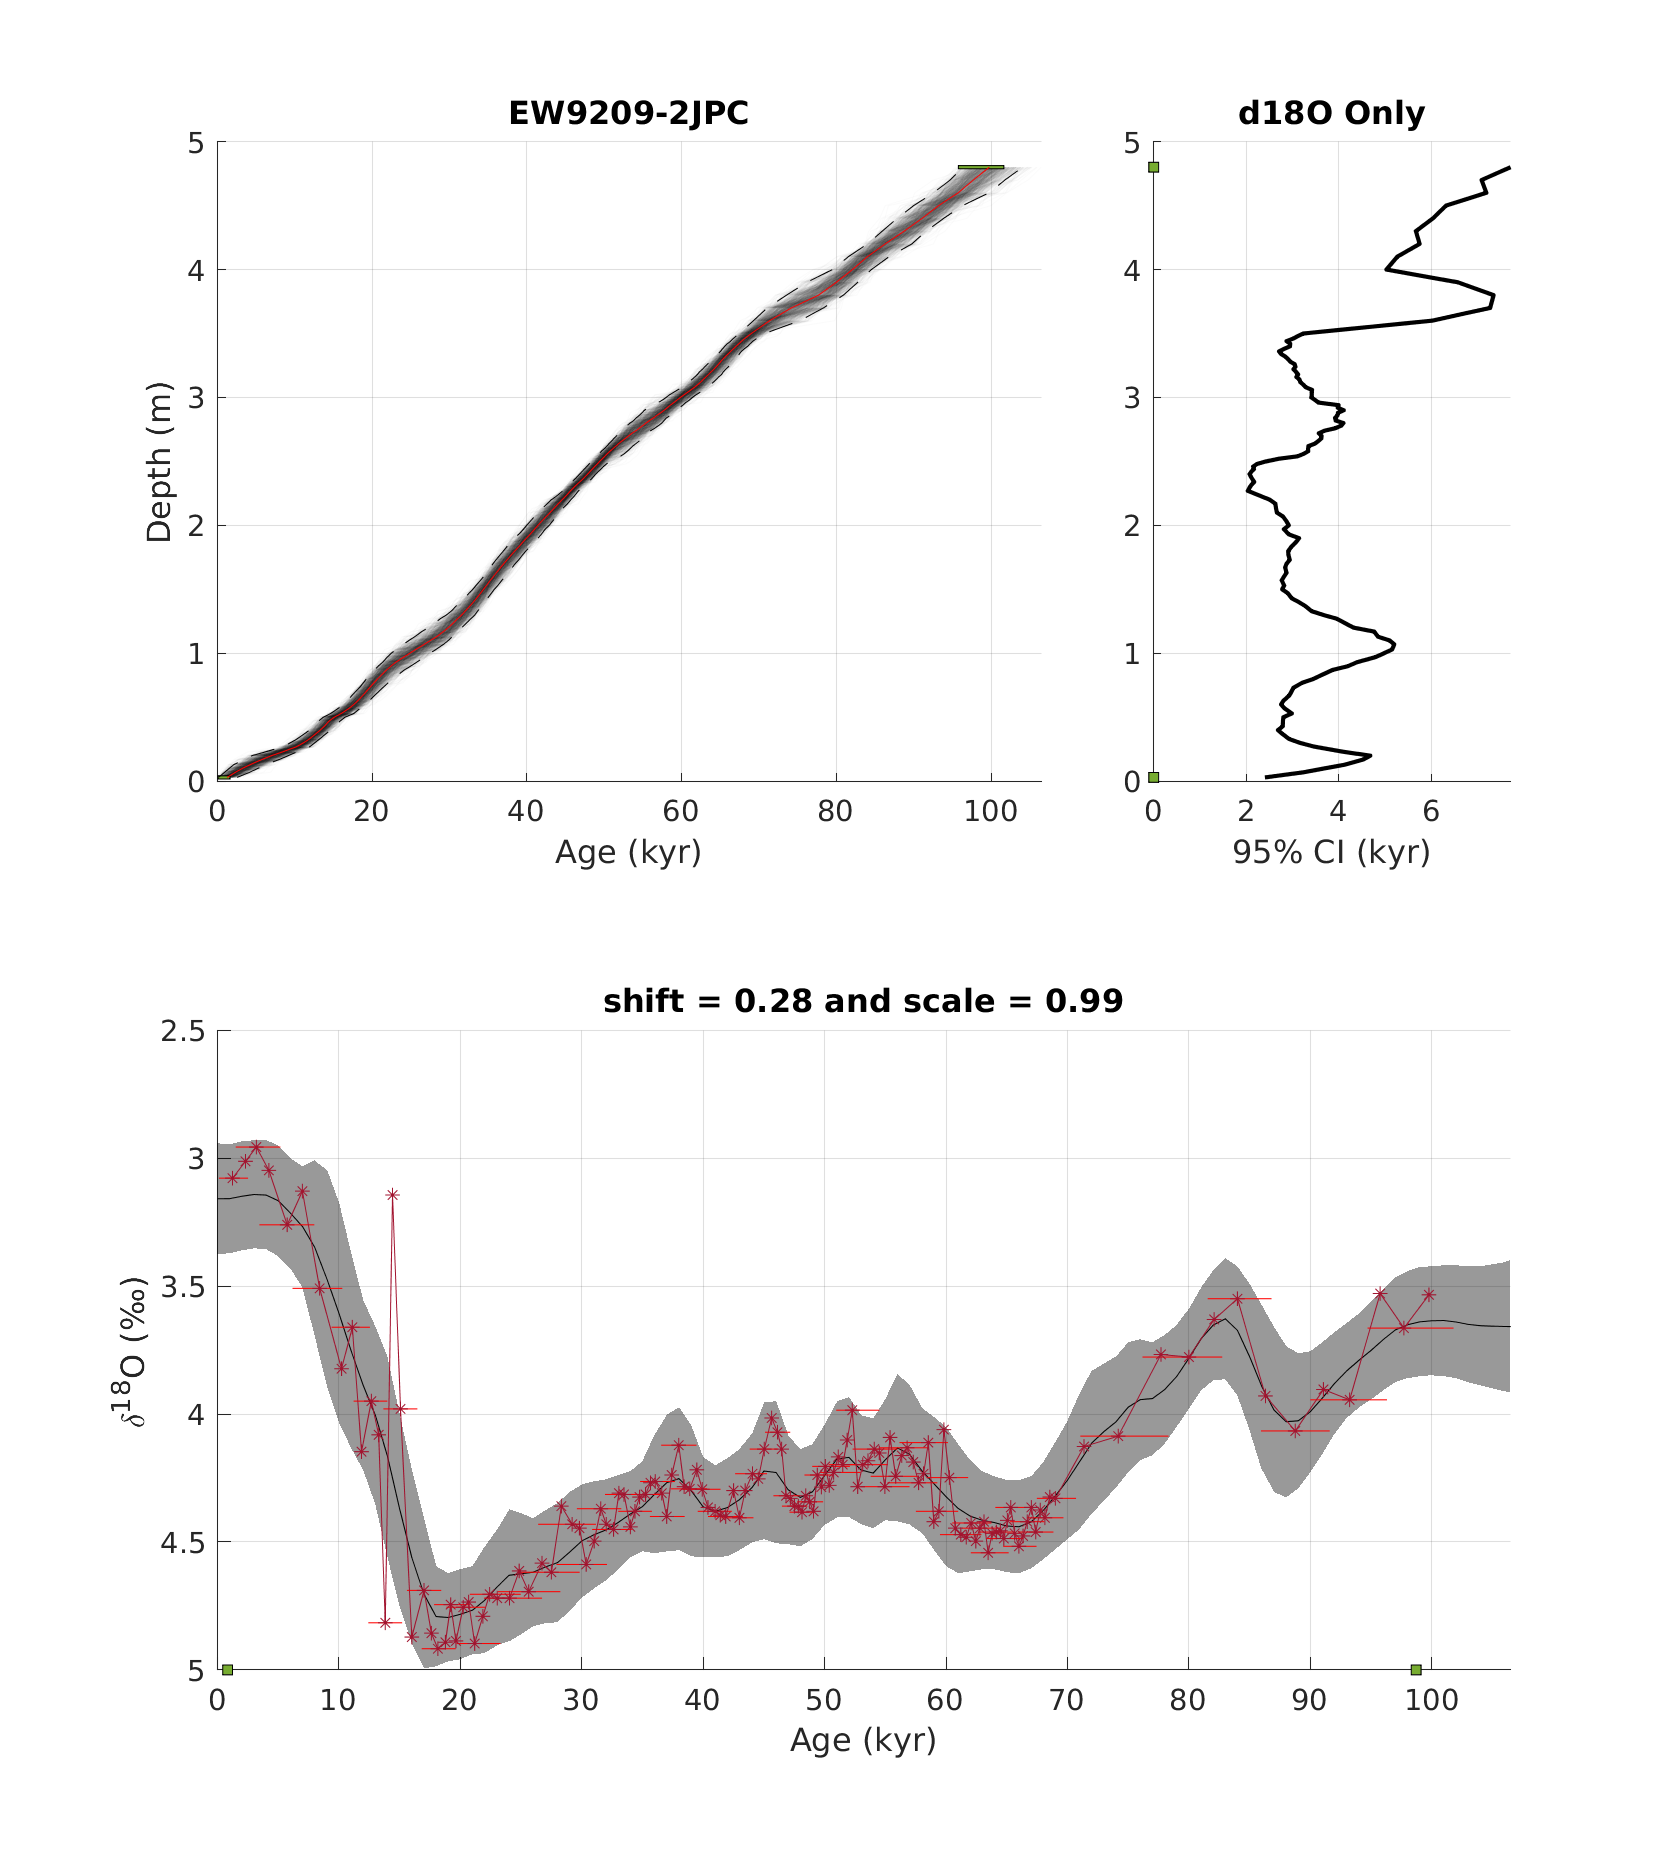 EW9209-2JPC
5
4
3
2
1
0
Depth (m)
0 20 40 60 80 100
Age (kyr)
d18O Only
5
4
3
2
1
0
0 2 4 6
95% CI (kyr)
shift = 0.28 and scale = 0.99
2.5
3
3.5
4
4.5
5
δ18O (‰)
0 10 20 30 40 50 60 70 80 90 100
Age (kyr)